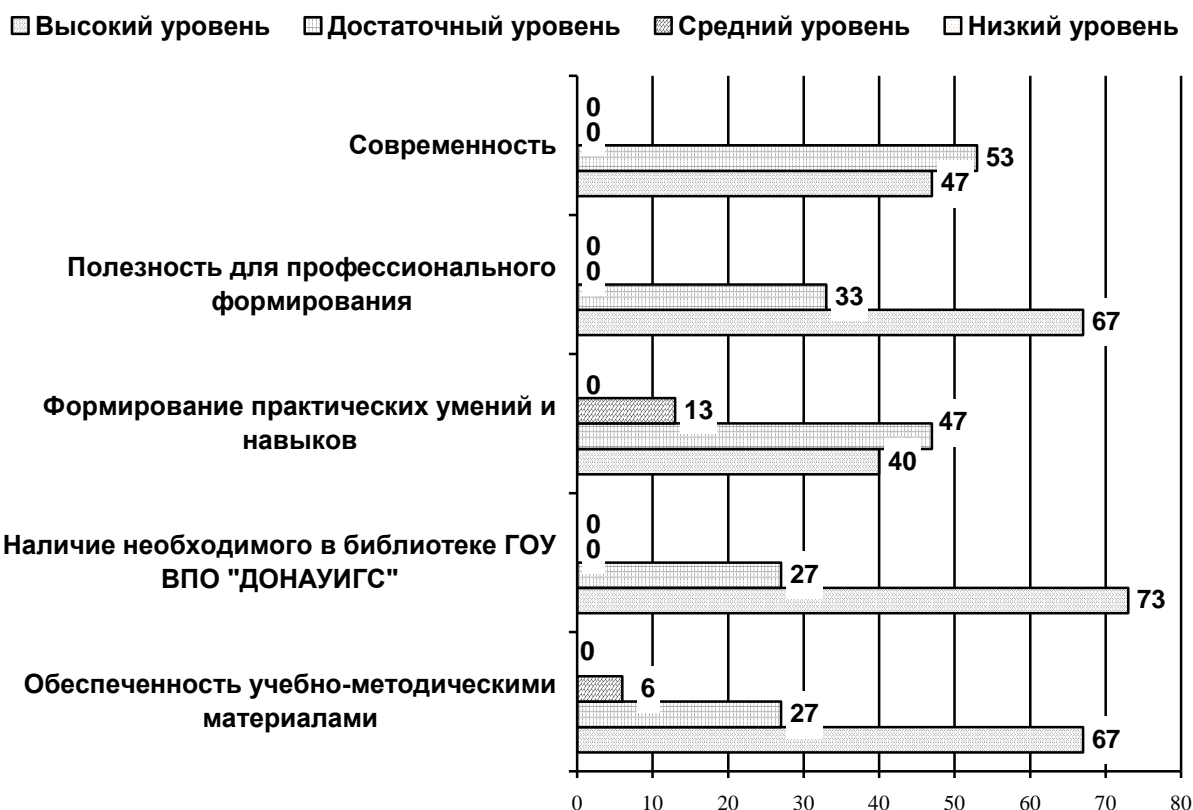 Высокий уровень Достаточный уровень Средний уровень Низкий уровень
0
0
Современность
53
47
0
0
Полезность для профессионального
формирования
33
67
0
Формирование практических умений и
навыков
13
47
40
0
0
Наличие необходимого в библиотеке ГОУ
ВПО "ДОНАУИГС"
27
73
0
Обеспеченность учебно-методическими
материалами
6
27
67
0 10 20 30 40 50 60 70 80